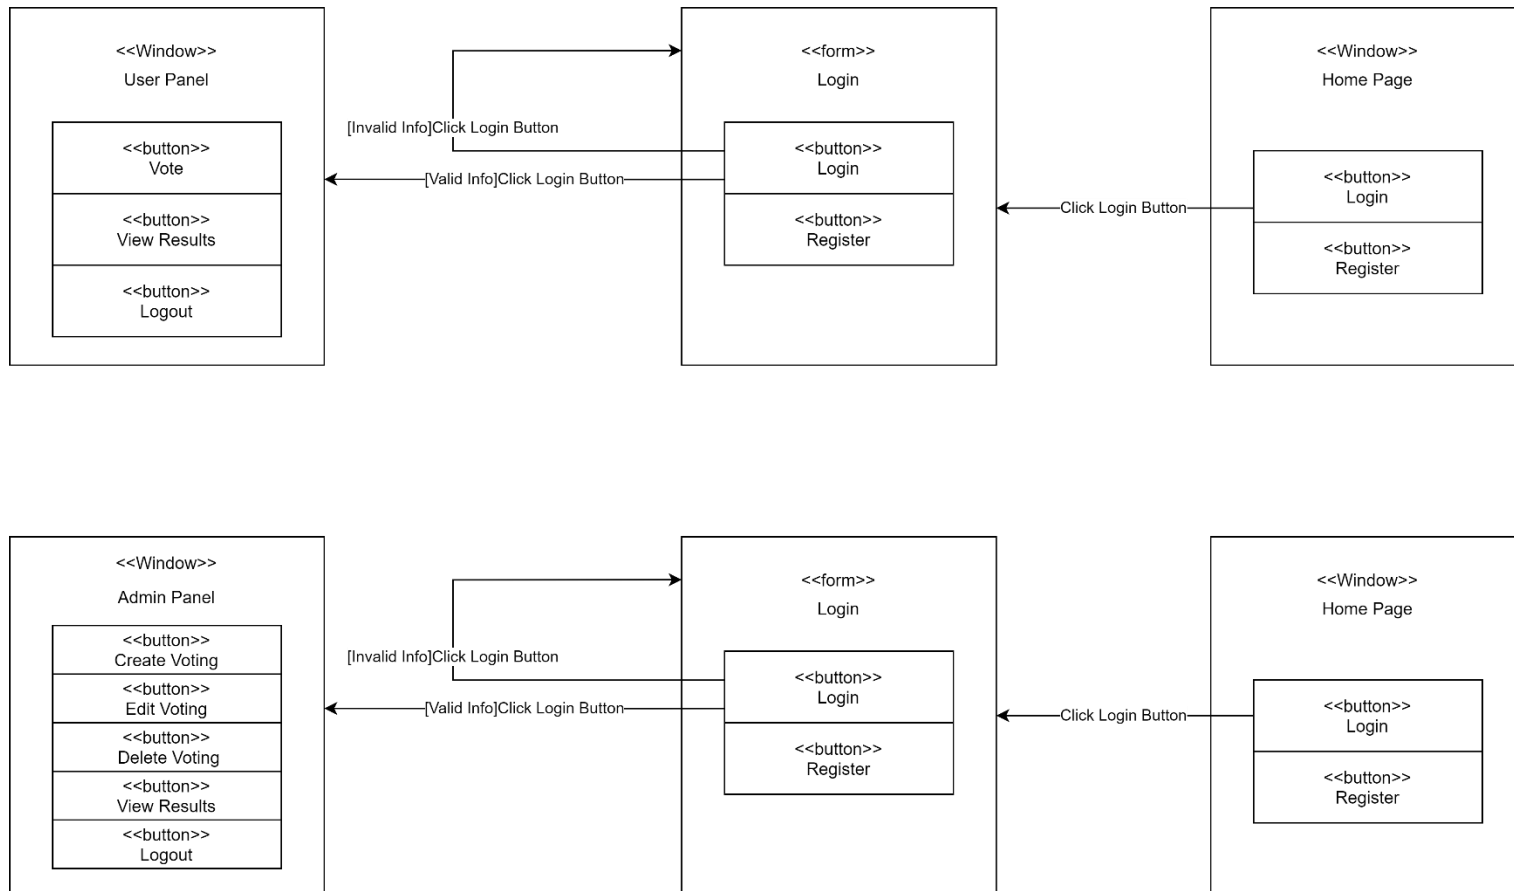 <<Window>>
User Panel
<<button>>
Vote
<<button>>
View Results
<<button>>
Logout
[Invalid Info]Click Login Button
[Valid Info]Click Login Button
<<form>>
Login
<<button>>
Login
<<button>>
Register
Click Login Button
<<Window>>
Home Page
<<button>>
Login
<<button>>
Register
<<Window>>
Admin Panel
<<button>>
Create Voting
<<button>>
Edit Voting
<<button>>
Delete Voting
<<button>>
View Results
<<button>>
Logout
[Invalid Info]Click Login Button
[Valid Info]Click Login Button
<<form>>
Login
<<button>>
Login
<<button>>
Register
Click Login Button
<<Window>>
Home Page
<<button>>
Login
<<button>>
Register